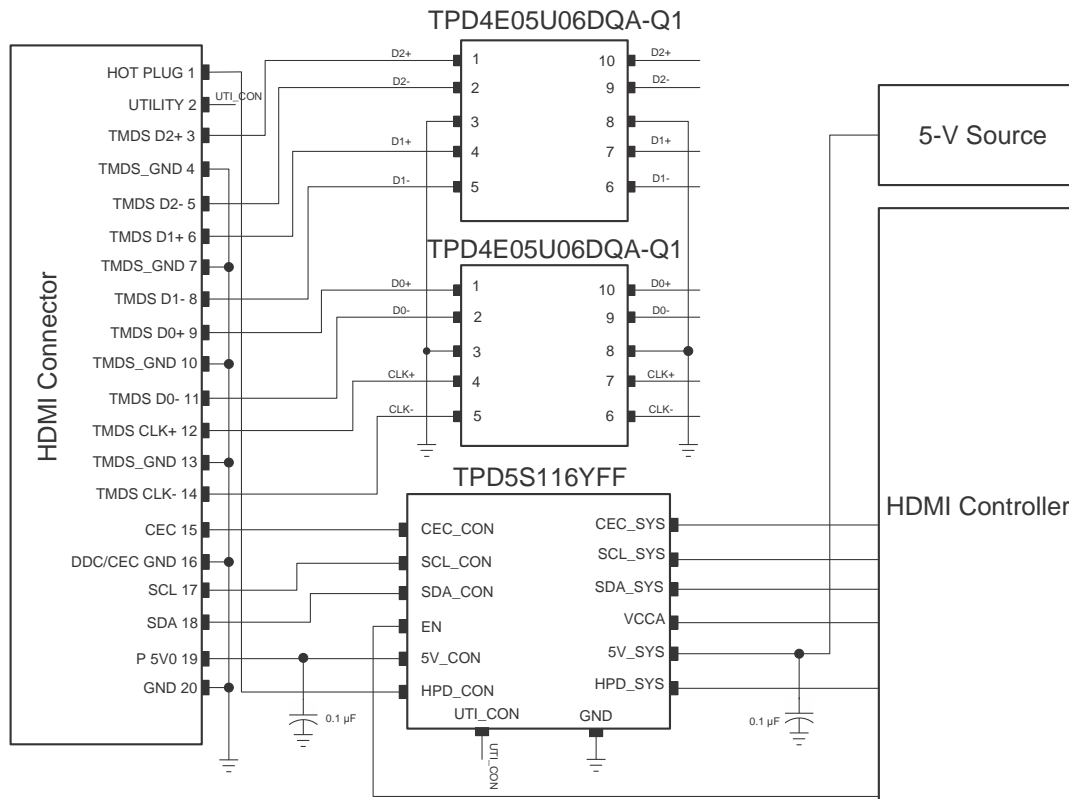 TPD4E05U06DQA-Q1
HDMI Connector
HOT PLUG 1
UTILITY 2
UTI_CON
TMDS D2+ 3
TMDS_GND 4
TMDS D2- 5
TMDS D1+ 6
TMDS_GND 7
TMDS D1- 8
TMDS D0+ 9
TMDS_GND 10
TMDS D0- 11
TMDS CLK+ 12
TMDS_GND 13
TMDS CLK- 14
CEC 15
DDC/CEC GND 16
SCL 17
SDA 18
P 5V0 19
GND 20
D2+
D2-
D1+
D1-
1
2
3
4
5
10
9
8
7
6
D2+
D2-
D1+
D1-
TPD4E05U06DQA-Q1
D0+
D0-
CLK+
CLK-
1
2
3
4
5
10
9
8
7
6
D0+
D0-
CLK+
CLK-
TPD5S116YFF
CEC_CON
SCL_CON
SDA_CON
EN
5V_CON
HPD_CON
UTI_CON
GND
CEC_SYS
SCL_SYS
SDA_SYS
VCCA
5V_SYS
HPD_SYS
UTI_CON
0.1 µF
0.1 µF
5-V Source
HDMI Controller